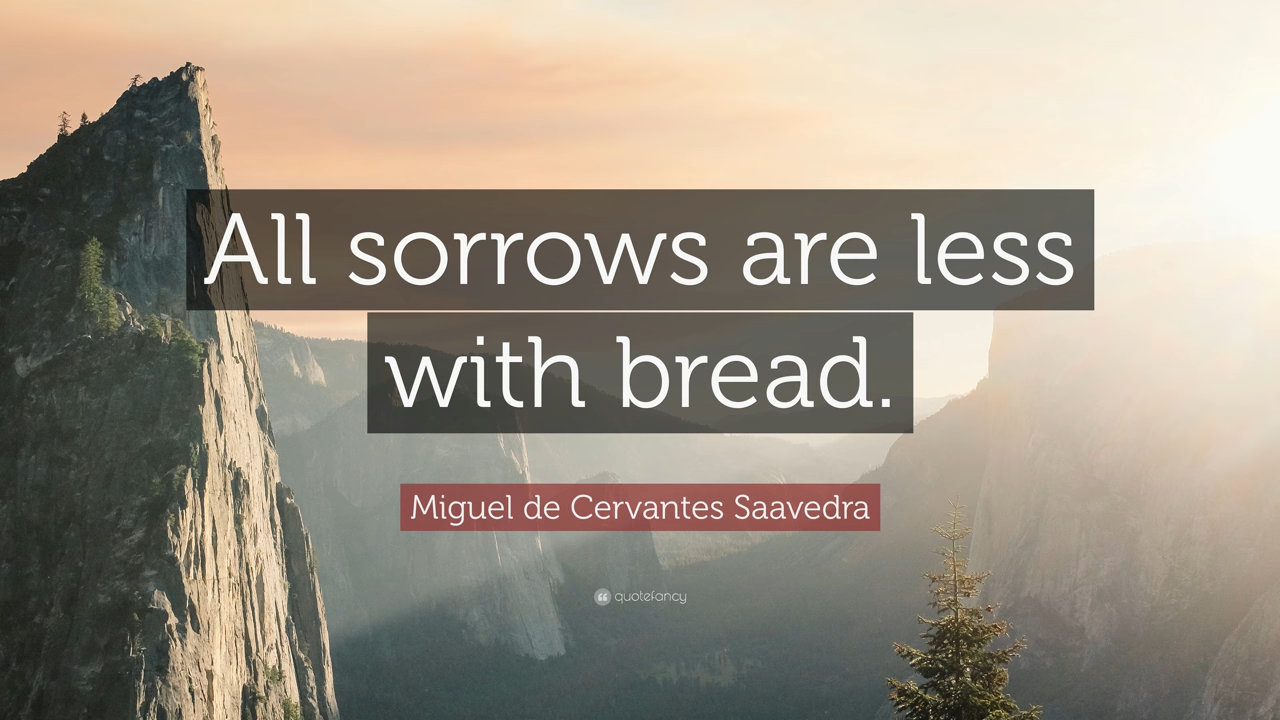 All sorrows are less
with bread.
Miguel de Cervantes Saavedra
quotefancy